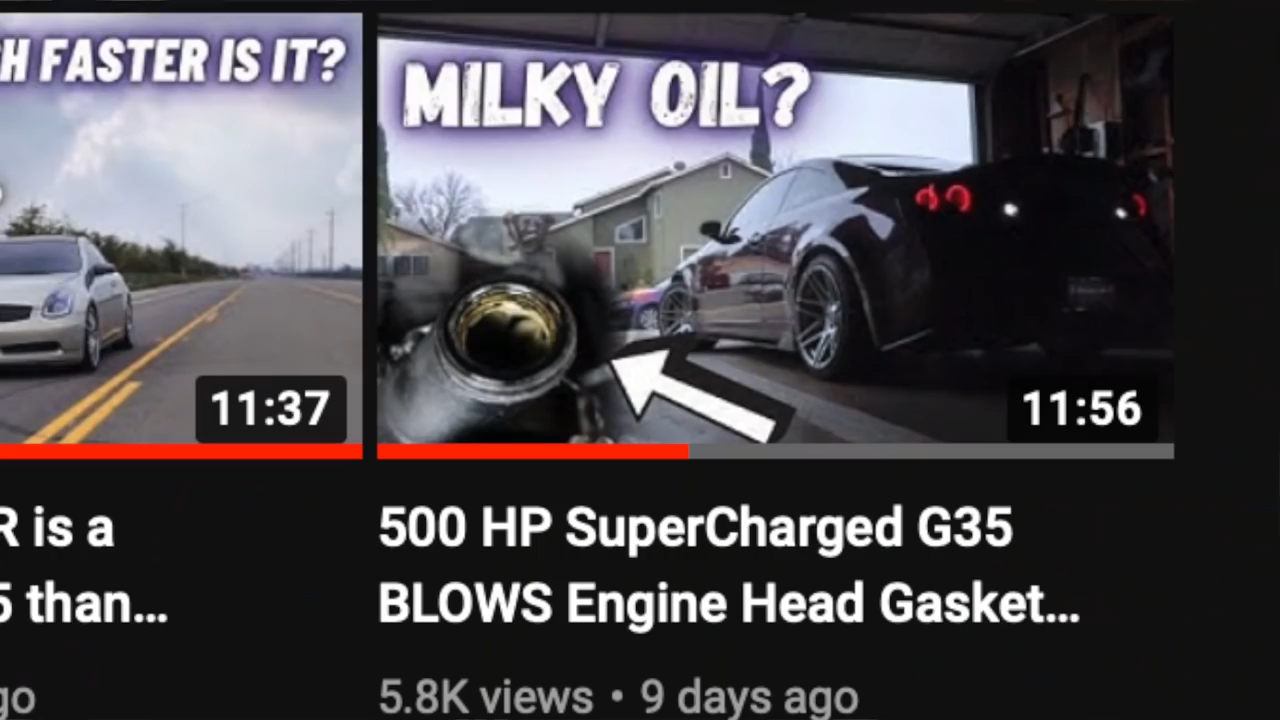 H FASTER IS IT?
MILKY OIL?
11:37
11:56
R is a
5 than...
go
500 HP SuperCharged G35
BLOWS Engine Head Gasket...
5.8K views • 9 days ago